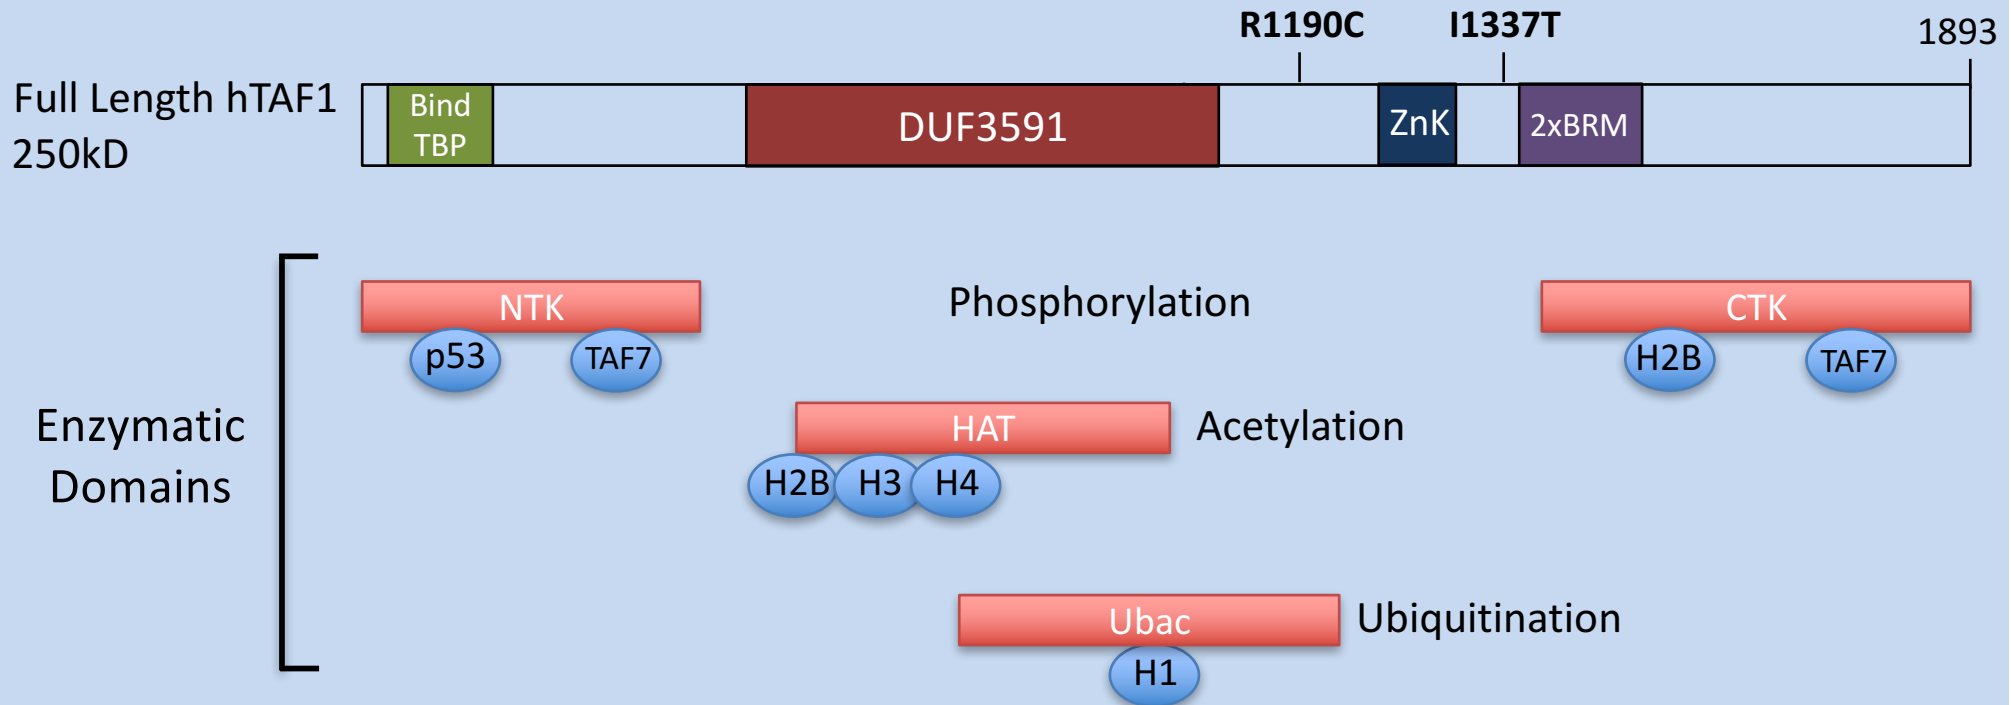 R1190C
I1337T
1893
Full Length hTAF1
250kD
Bind
TBP
DUF3591
ZnK
2xBRM
NTK
Phosphorylation
CTK
p53
TAF7
H2B
TAF7
Enzymatic
Domains
HAT
Acetylation
H2B
H3
H4
Ubac
Ubiquitination
H1